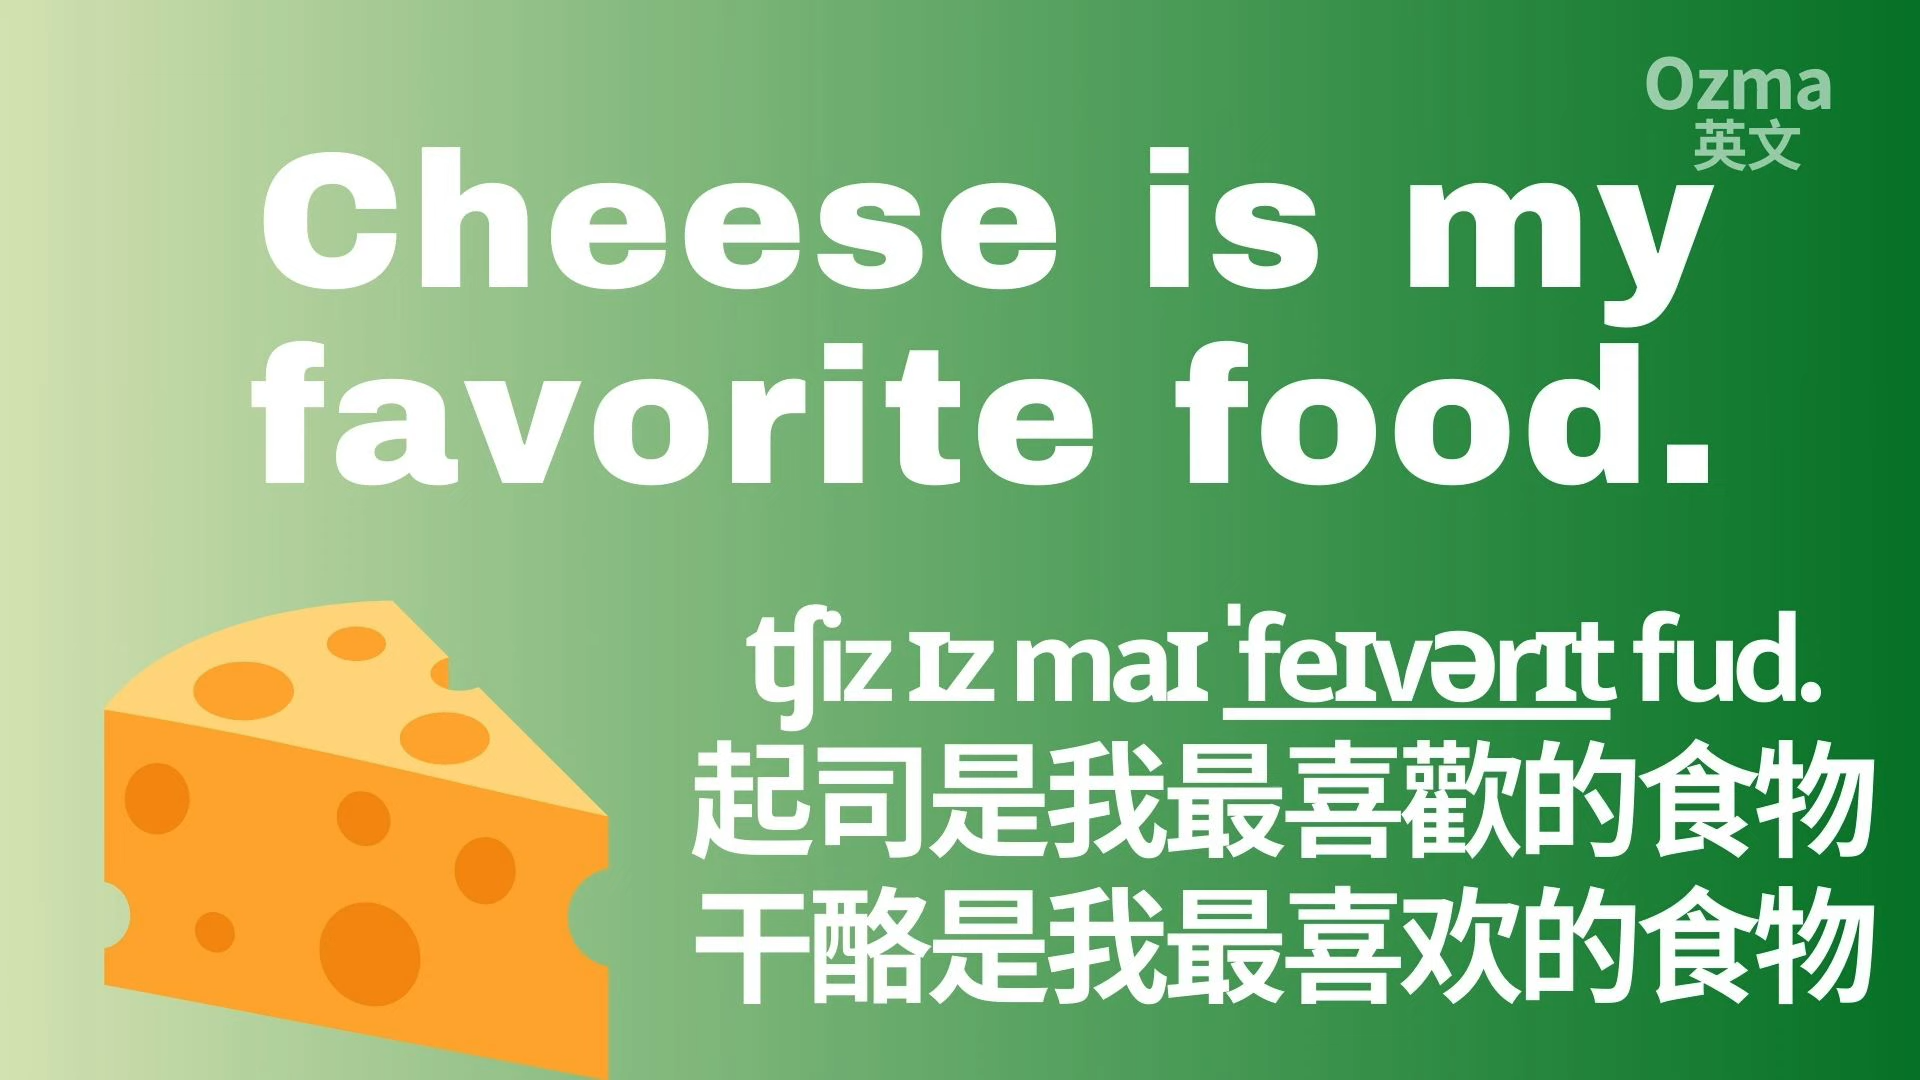 Ozma
英文
Cheese is my
favorite food.
ʧiz ɪz maɪ ˈfeɪvərɪt fud.
起司是我最喜歡的食物
干酪是我最喜欢的食物